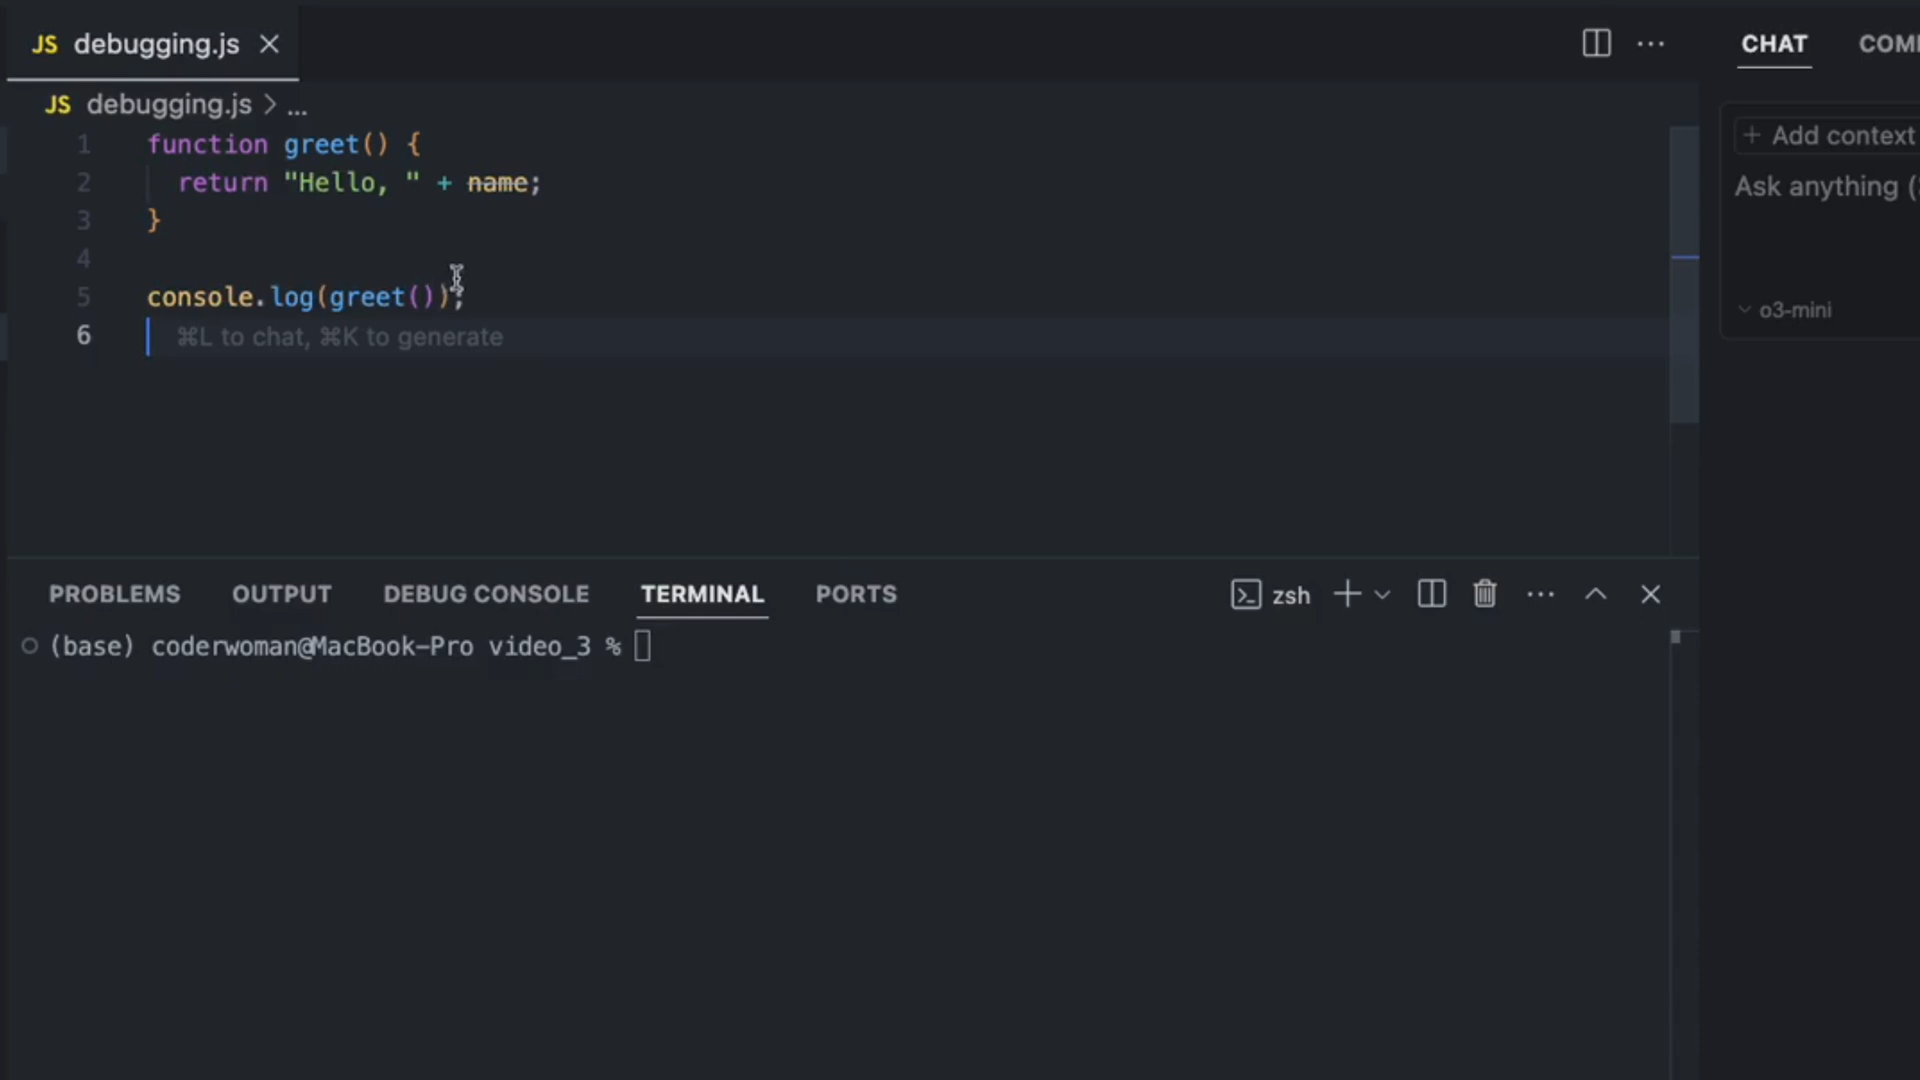 JS debugging.js
CHAT COM
JS debugging.js > ...
1 function greet() {
2 return "Hello, " + name;
3 }
4
5 console.log(greet());
6 ⌘L to chat, ⌘K to generate
+ Add context
Ask anything (
o3-mini
PROBLEMS OUTPUT DEBUG CONSOLE TERMINAL PORTS zsh
(base) coderwoman@MacBook-Pro video_3 %